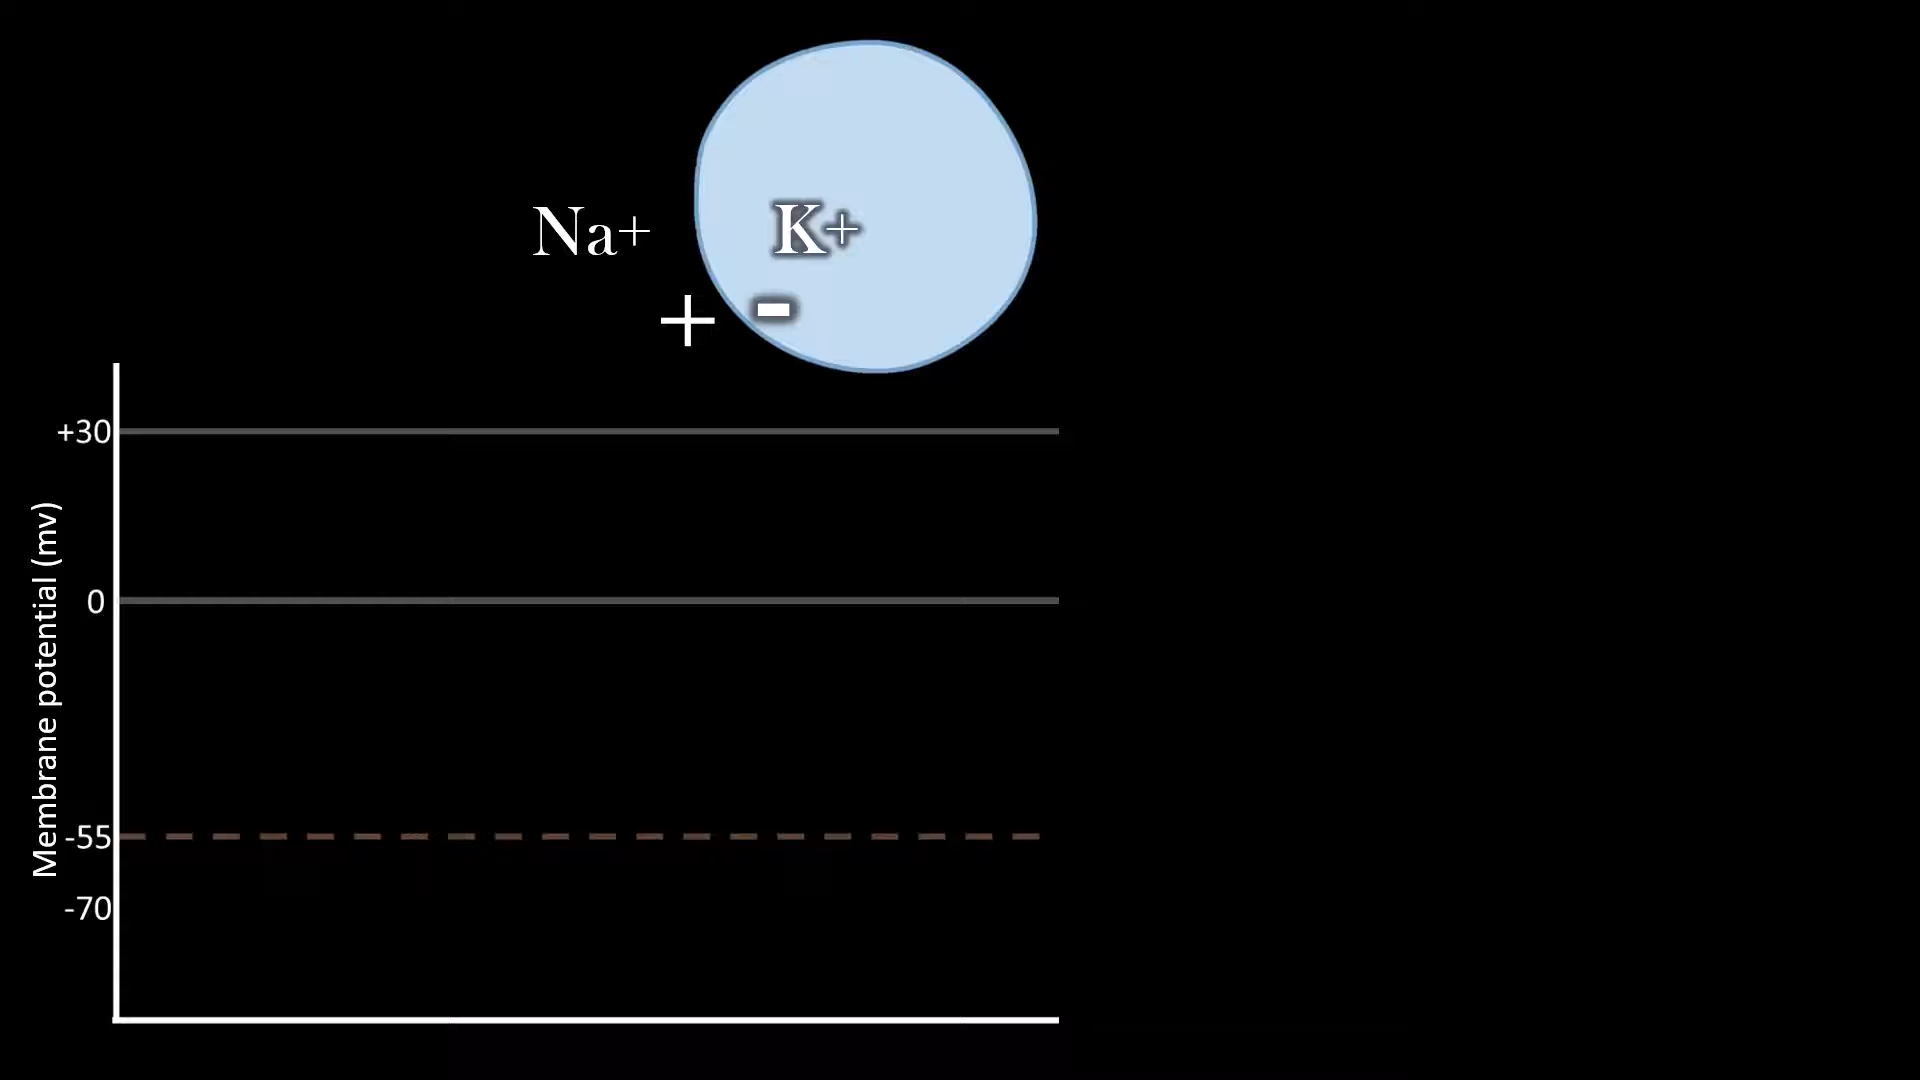 Na+
K+
+
-
+30
0
-55
-70
Membrane potential (mv)